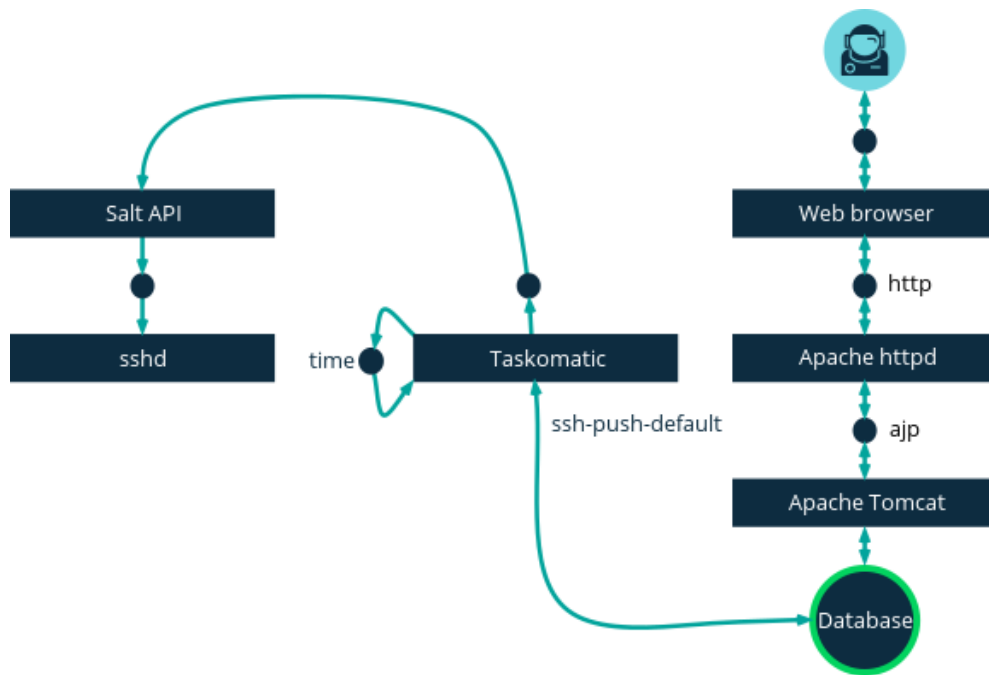 Salt API
Web browser
http
sshd
time
Taskomatic
Apache httpd
ssh-push-default
ajp
Apache Tomcat
Database